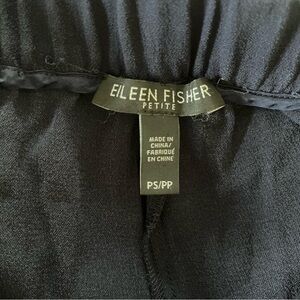 EILEEN FISHER
PETITE
MADE IN
CHINA/
FABRIQUÉ
EN CHINE
PS/PP